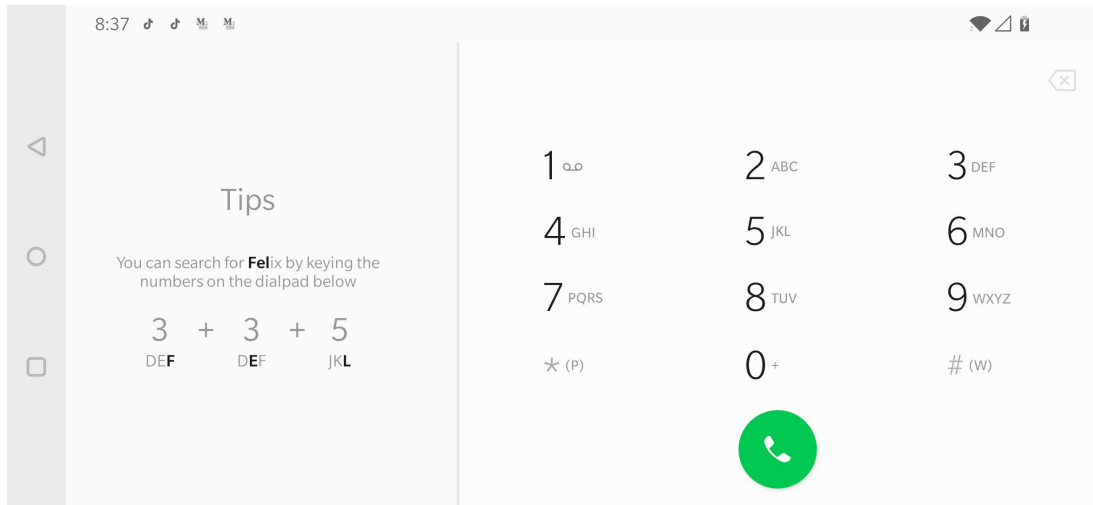 8:37
Tips
You can search for Felix by keying the
numbers on the dialpad below
3 + 3 + 5
DEF DEF JKL
1 2 ABC 3 DEF
4 GHI 5 JKL 6 MNO
7 PQRS 8 TUV 9 WXYZ
* (P) 0 + # (W)